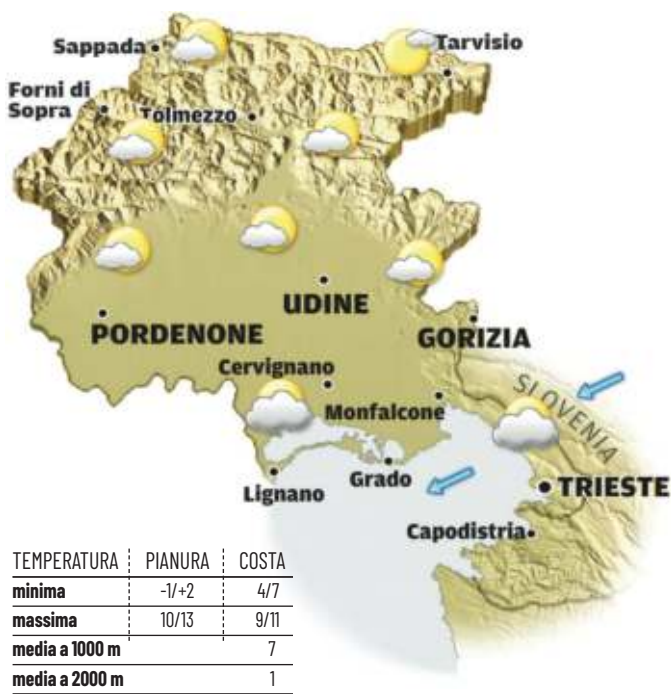 Sappada
Tarvisio
Forni di
Sopra
Tolmezzo
UDINE
PORDENONE
GORIZIA
Cervignano
SLOVENIA
Monfalcone
Grado
Lignano
TRIESTE
Capodistria
TEMPERATURA PIANURA COSTA
minima -1/+2 4/7
massima 10/13 9/11
media a 1000 m 7
media a 2000 m 1